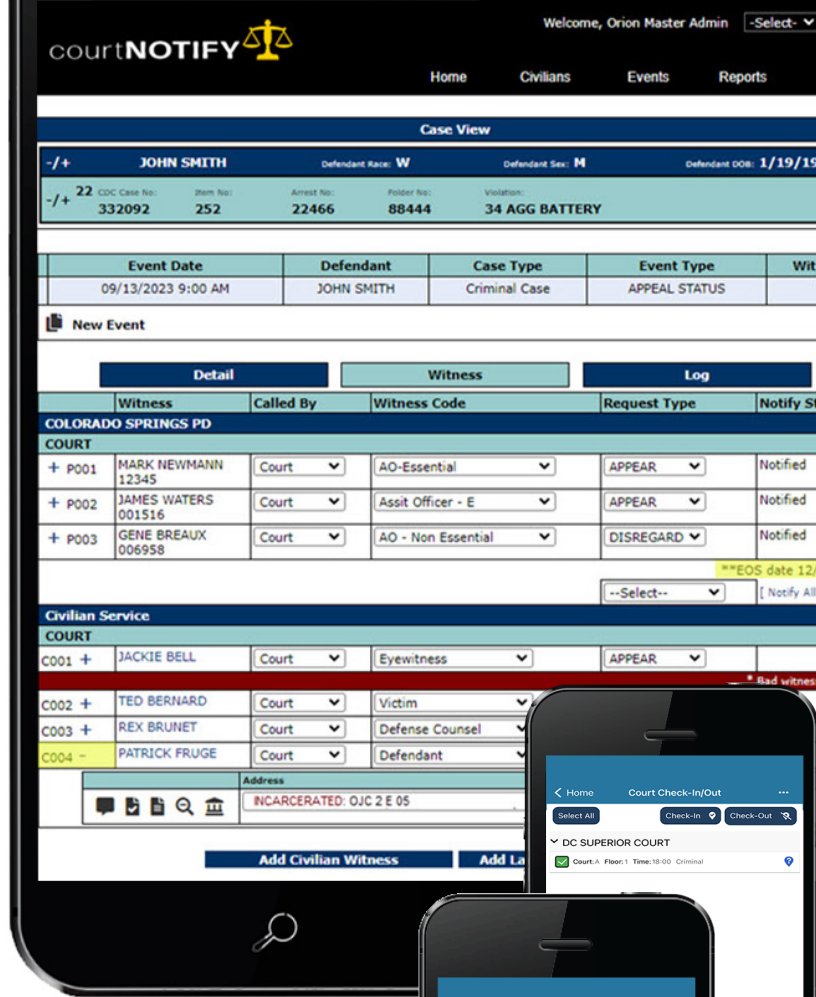 Welcome, Orion Master Admin -Select-
courtNOTIFY
Home Civilians Events Reports
Case View
-/+ JOHN SMITH Defendant Race: W Defendant Sex: M Defendant DOB: 1/19/19
-/+ 22 CDC Case No: Item No: Arrest No: Folder No: Violation:
332092 252 22466 88444 34 AGG BATTERY
Event Date Defendant Case Type Event Type Wit
09/13/2023 9:00 AM JOHN SMITH Criminal Case APPEAL STATUS
New Event
Detail Witness Log
Witness Called By Witness Code Request Type Notify St
COLORADO SPRINGS PD
COURT
+ P001 MARK NEWMANN Court AO-Essential APPEAR Notified
12345
+ P002 JAMES WATERS Court Assit Officer - E APPEAR Notified
001516
+ P003 GENE BREAUX Court AO - Non Essential DISREGARD Notified
006958
**EOS date 12/
--Select-- [ Notify All
Civilian Service
COURT
C001 + JACKIE BELL Court Eyewitness APPEAR
* Bad witness
C002 + TED BERNARD Court Victim
C003 + REX BRUNET Court Defense Counsel
C004 - PATRICK FRUGE Court Defendant
Address
INCARCERATED: OJC 2 E 05
Add Civilian Witness Add La
Home Court Check-In/Out ...
Select All Check-In Check-Out
DC SUPERIOR COURT
Court: A Floor: 1 Time: 18:00 Criminal